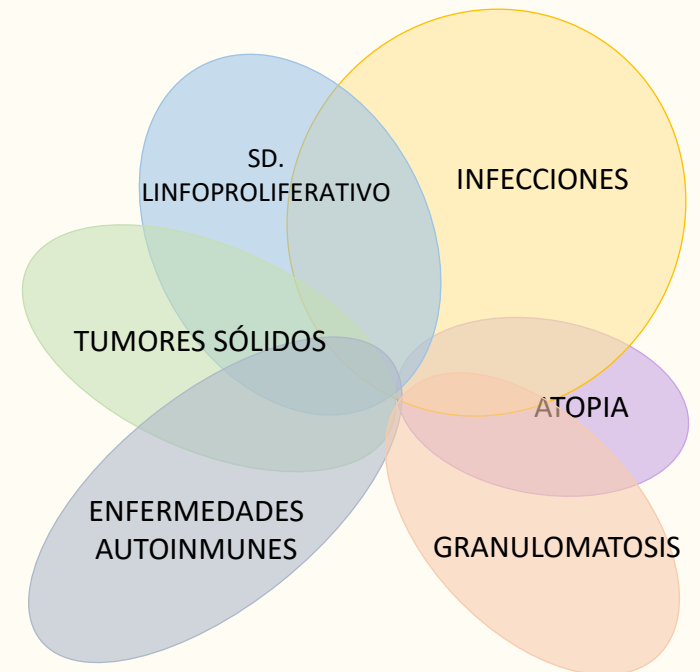 SD.
LINFOPROLIFERATIVO
INFECCIONES
TUMORES SÓLIDOS
ATOPIA
ENFERMEDADES
AUTOINMUNES
GRANULOMATOSIS